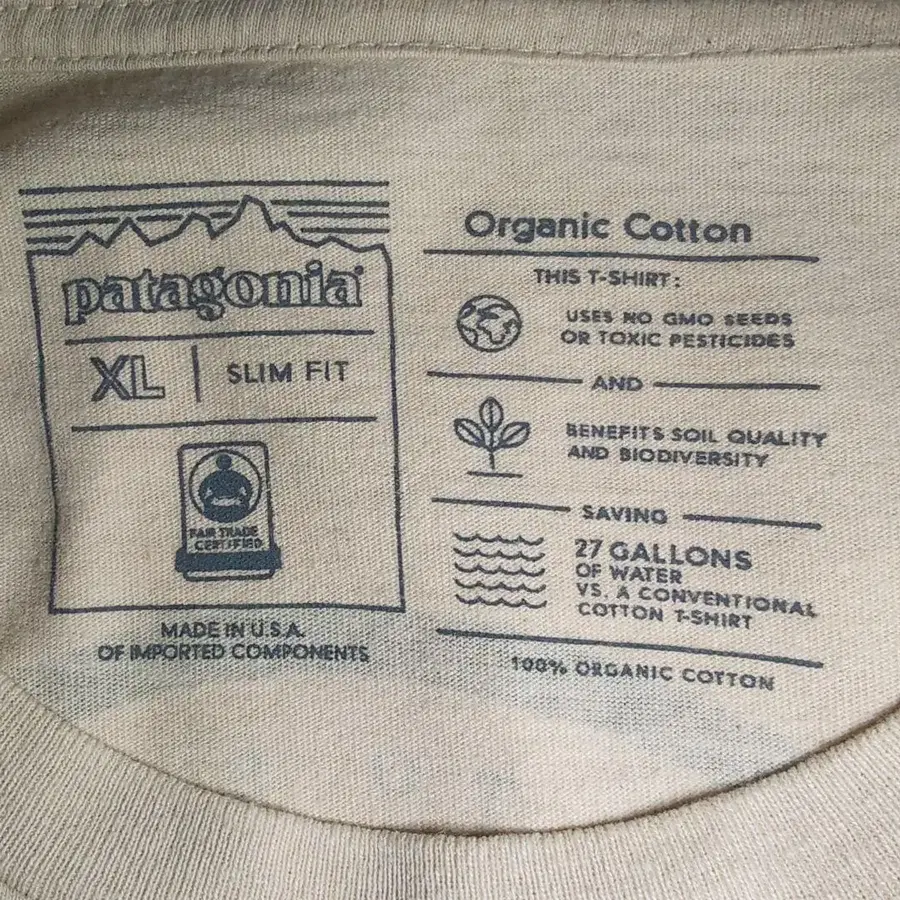 patagonia®
XL | SLIM FIT
FAIR TRADE
CERTIFIED
MADE IN U.S.A.
OF IMPORTED COMPONENTS
Organic Cotton
THIS T-SHIRT:
USES NO GMO SEEDS
OR TOXIC PESTICIDES
AND
BENEFITS SOIL QUALITY
AND BIODIVERSITY
SAVING
27 GALLONS
OF WATER
VS. A CONVENTIONAL
COTTON T-SHIRT
100% ORGANIC COTTON